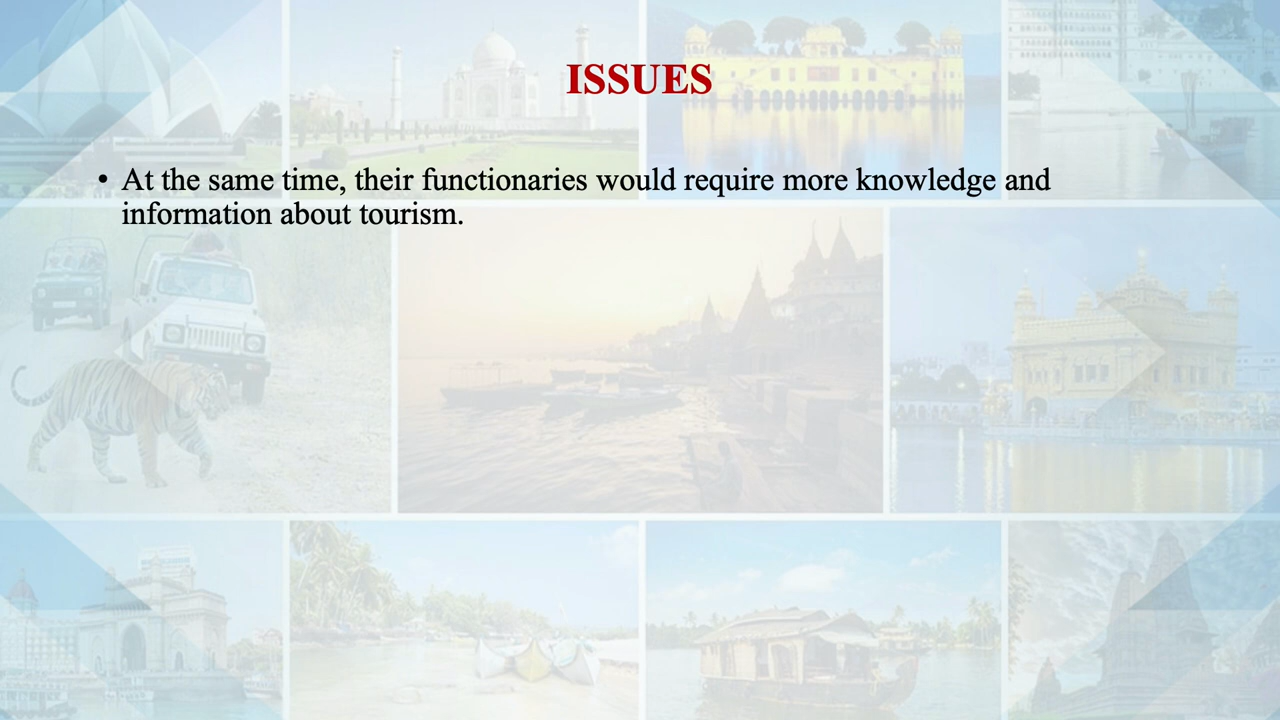 ISSUES
• At the same time, their functionaries would require more knowledge and
information about tourism.